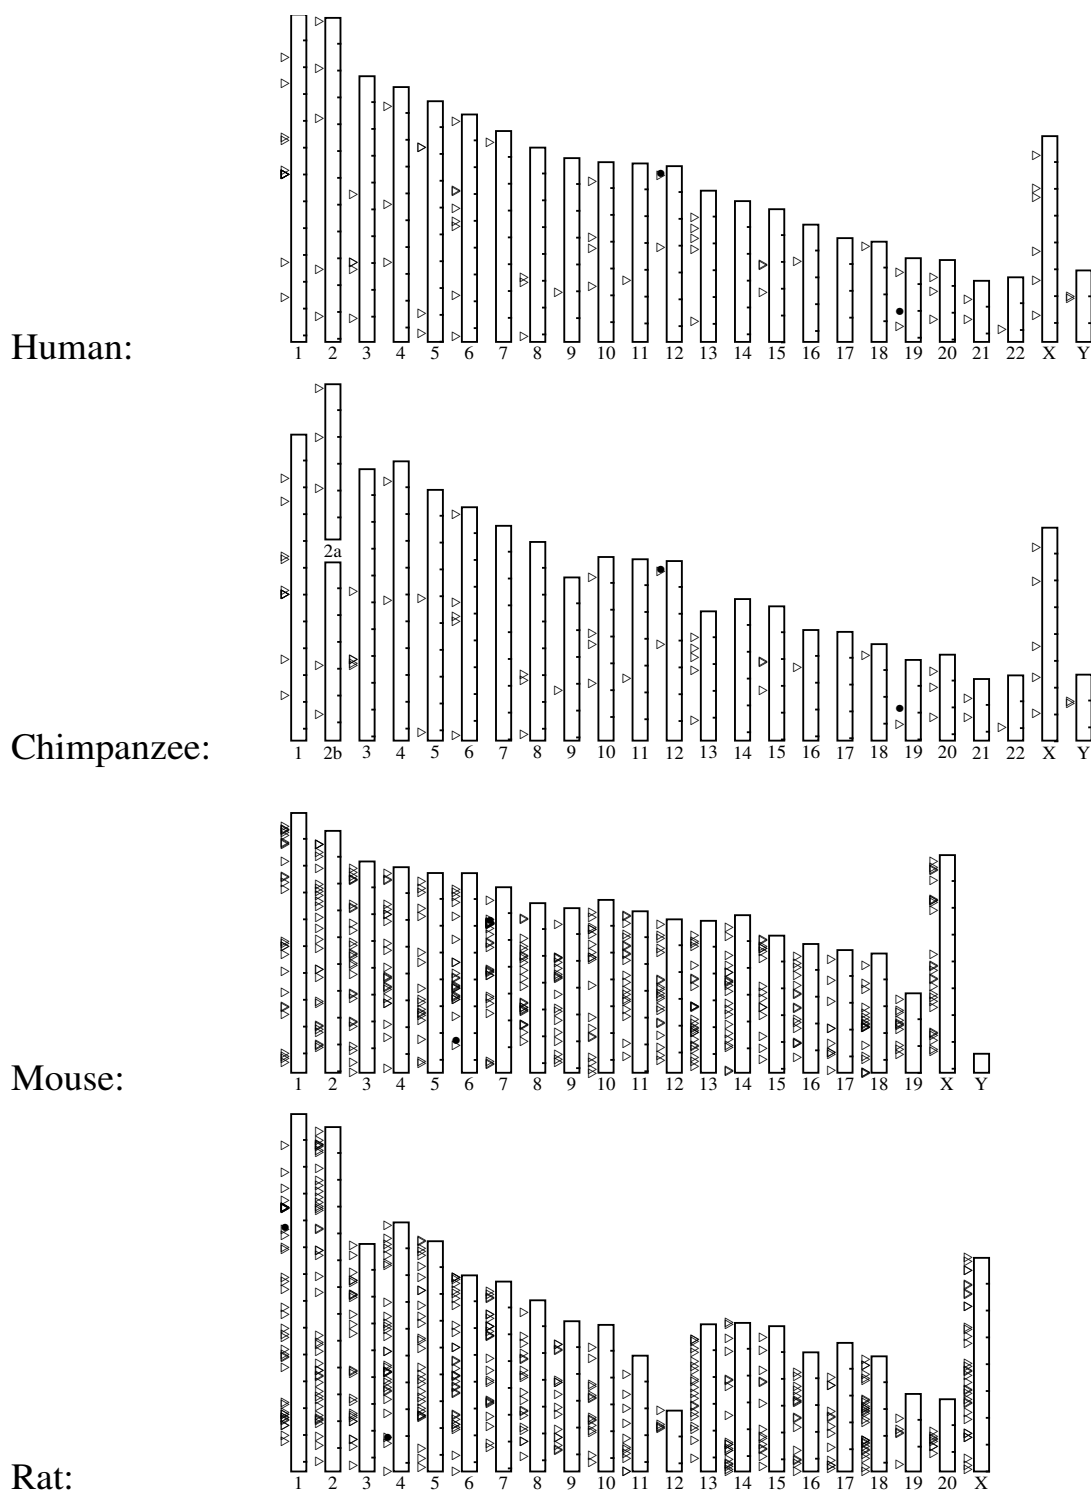 Human:
1 2 3 4 5 6 7 8 9 10 11 12 13 14 15 16 17 18 19 20 21 22 X Y
2a
Chimpanzee:
1 2b 3 4 5 6 7 8 9 10 11 12 13 14 15 16 17 18 19 20 21 22 X Y
Mouse:
1 2 3 4 5 6 7 8 9 10 11 12 13 14 15 16 17 18 19 X Y
Rat:
1 2 3 4 5 6 7 8 9 10 11 12 13 14 15 16 17 18 19 20 X